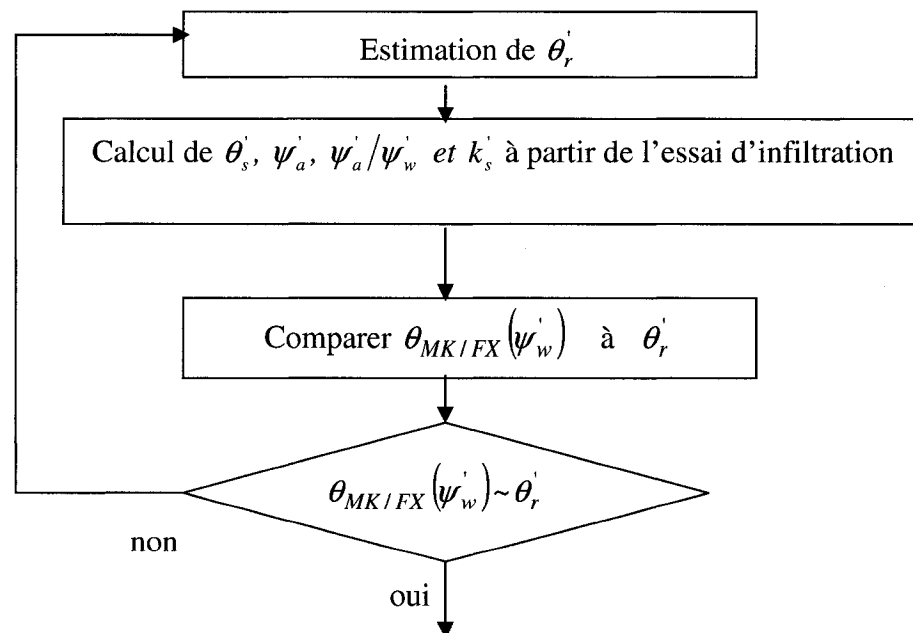 Estimation de θ'r
Calcul de θ's, ψ'a, ψ'a/ψ'w et k's à partir de l'essai d'infiltration
Comparer θMK/FX(ψ'w) à θ'r
θMK/FX(ψ'w)~θ'r
non
oui